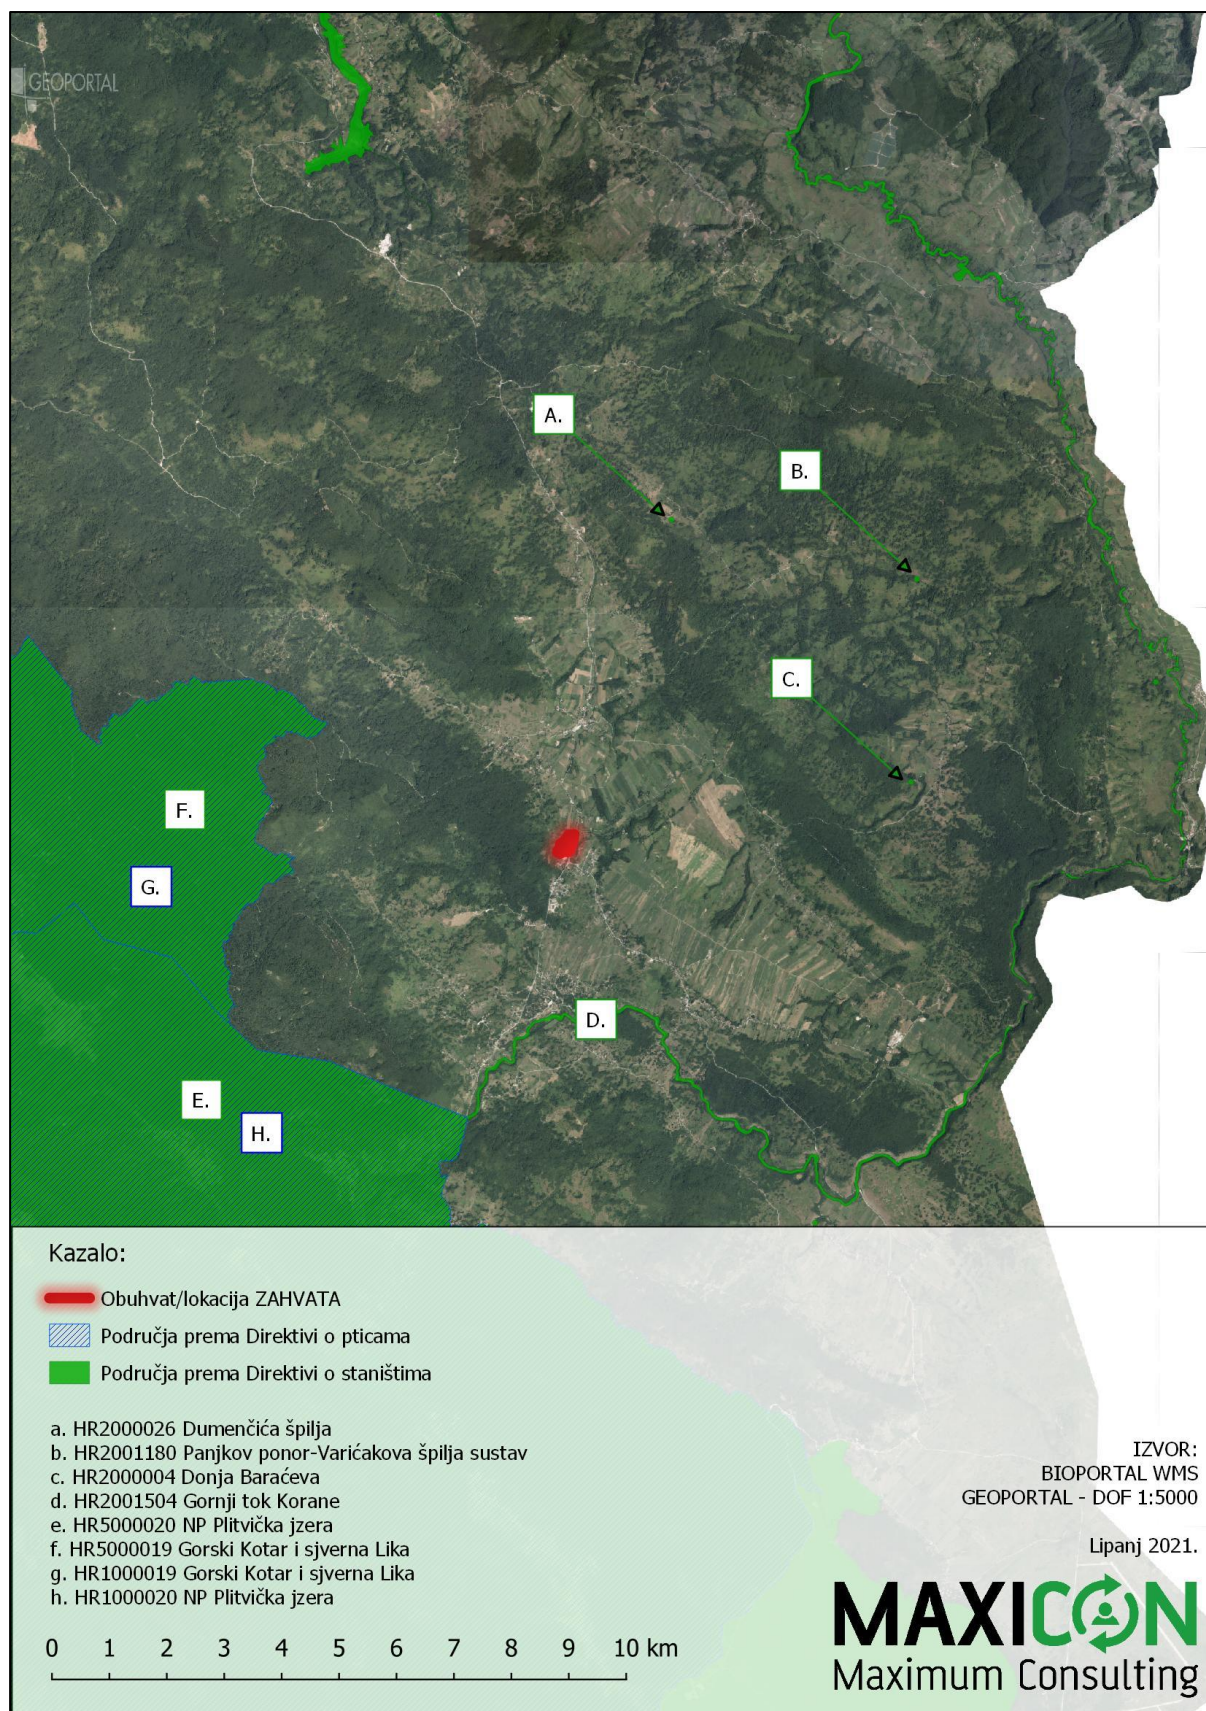 GEOPORTAL
A.
B.
C.
F.
G.
D.
E.
H.
Kazalo:
Obuhvat/lokacija ZAHVATA
Područja prema Direktivi o pticama
Područja prema Direktivi o staništima
a. HR2000026 Dumenčića špilja
b. HR2001180 Panjkov ponor-Varićakova špilja sustav
c. HR2000004 Donja Baraćeva
d. HR2001504 Gornji tok Korane
e. HR5000020 NP Plitvička jzera
f. HR5000019 Gorski Kotar i sjverna Lika
g. HR1000019 Gorski Kotar i sjverna Lika
h. HR1000020 NP Plitvička jzera
0 1 2 3 4 5 6 7 8 9 10 km
IZVOR:
BIOPORTAL WMS
GEOPORTAL - DOF 1:5000
Lipanj 2021.
MAXICON
Maximum Consulting